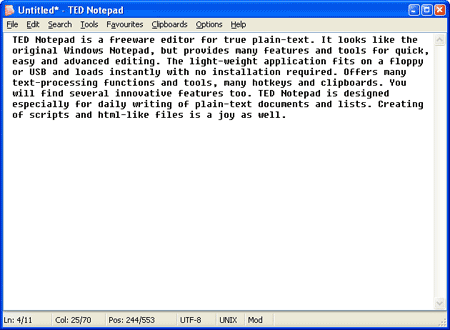 Untitled* - TED Notepad
File Edit Search Tools Favourites Clipboards Options Help
TED Notepad is a freeware editor for true plain-text. It looks like the
original Windows Notepad, but provides many features and tools for quick,
easy and advanced editing. The light-weight application fits on a floppy
or USB and loads instantly with no installation required. Offers many
text-processing functions and tools, many hotkeys and clipboards. You
will find several innovative features too. TED Notepad is designed
especially for daily writing of plain-text documents and lists. Creating
of scripts and html-like files is a joy as well.
Ln: 4/11 Col: 25/70 Pos: 244/553 UTF-8 UNIX Mod